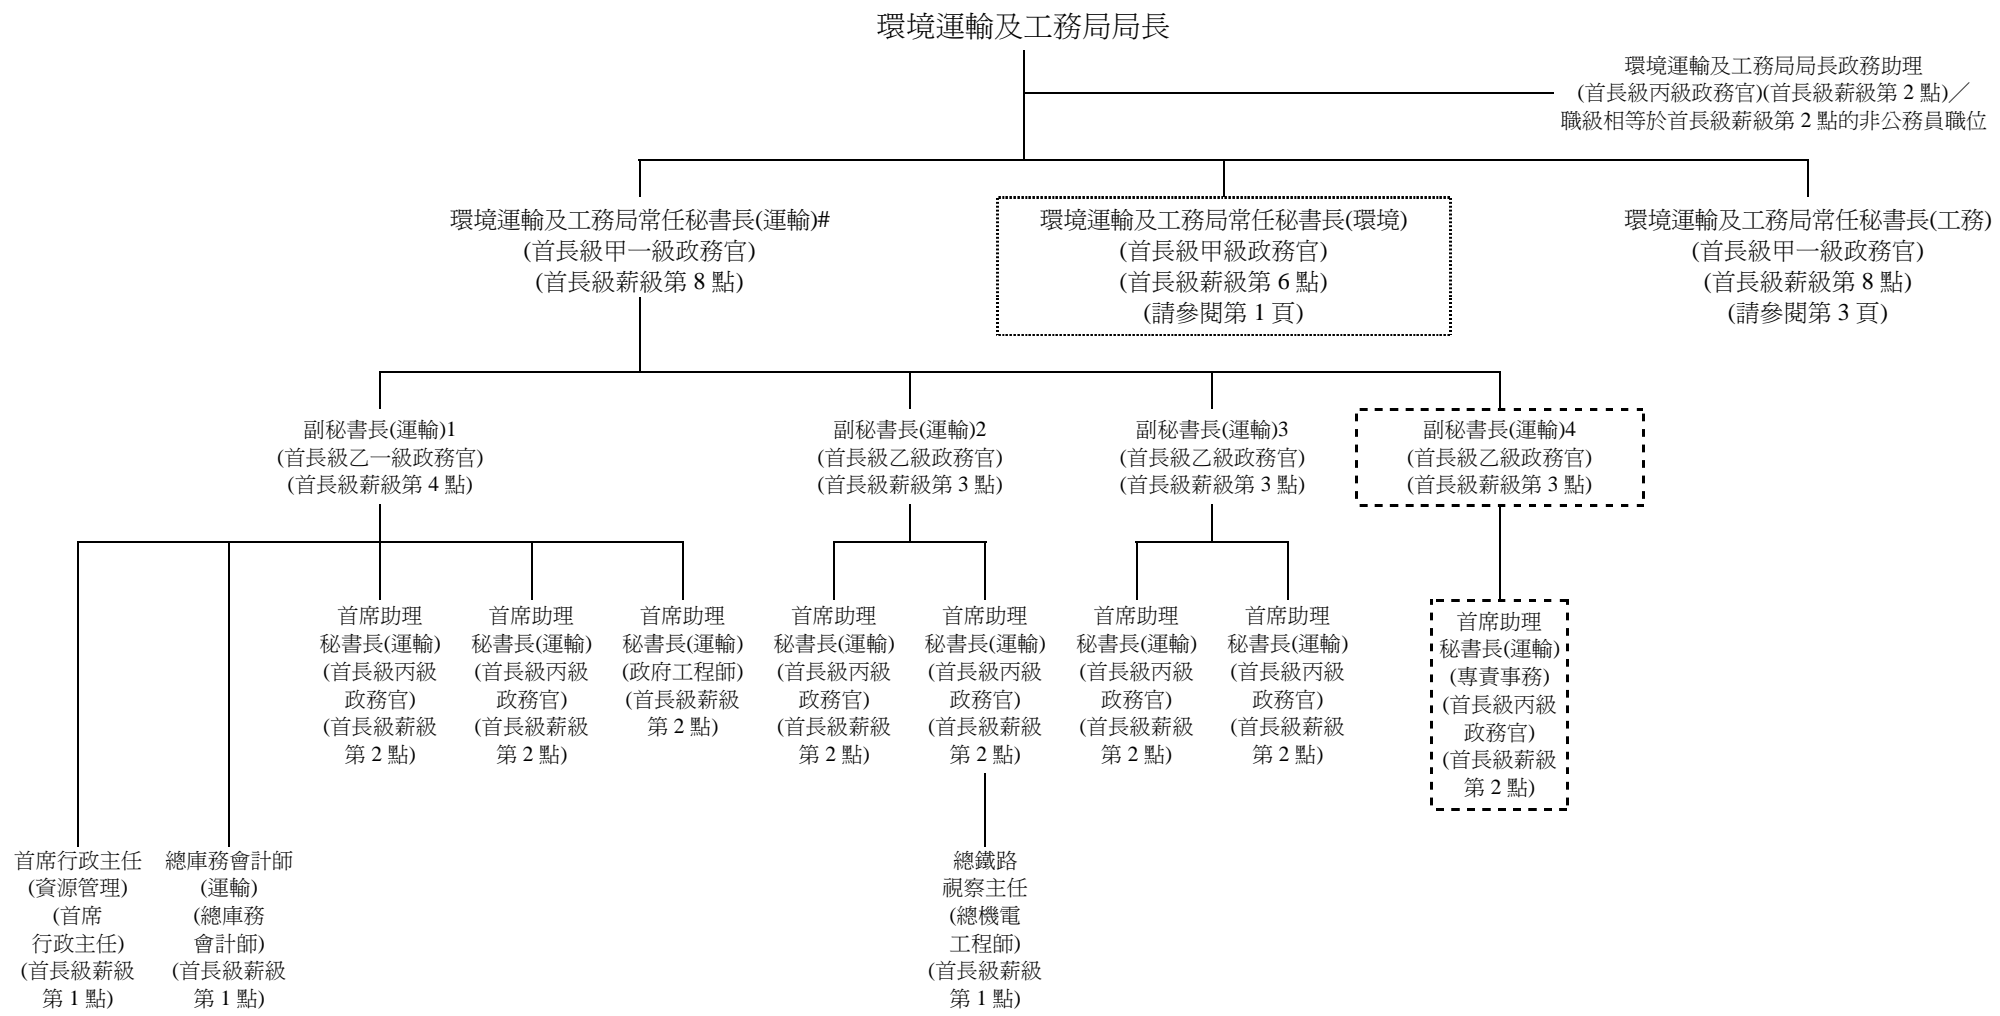 環境運輸及工務局局長
環境運輸及工務局局長政務助理
(首長級丙級政務官)(首長級薪級第 2 點)／
職級相等於首長級薪級第 2 點的非公務員職位
環境運輸及工務局常任秘書長(運輸)#
(首長級甲一級政務官)
(首長級薪級第 8 點)
環境運輸及工務局常任秘書長(環境)
(首長級甲級政務官)
(首長級薪級第 6 點)
(請參閱第 1 頁)
環境運輸及工務局常任秘書長(工務)
(首長級甲一級政務官)
(首長級薪級第 8 點)
(請參閱第 3 頁)
副秘書長(運輸)1
(首長級乙一級政務官)
(首長級薪級第 4 點)
副秘書長(運輸)2
(首長級乙級政務官)
(首長級薪級第 3 點)
副秘書長(運輸)3
(首長級乙級政務官)
(首長級薪級第 3 點)
副秘書長(運輸)4
(首長級乙級政務官)
(首長級薪級第 3 點)
首席助理
秘書長(運輸)
(首長級丙級
政務官)
(首長級薪級
第 2 點)
首席助理
秘書長(運輸)
(首長級丙級
政務官)
(首長級薪級
第 2 點)
首席助理
秘書長(運輸)
(政府工程師)
(首長級薪級
第 2 點)
首席助理
秘書長(運輸)
(首長級丙級
政務官)
(首長級薪級
第 2 點)
首席助理
秘書長(運輸)
(首長級丙級
政務官)
(首長級薪級
第 2 點)
首席助理
秘書長(運輸)
(首長級丙級
政務官)
(首長級薪級
第 2 點)
首席助理
秘書長(運輸)
(首長級丙級
政務官)
(首長級薪級
第 2 點)
首席助理
秘書長(運輸)
(專責事務)
(首長級丙級
政務官)
(首長級薪級
第 2 點)
首席行政主任
(資源管理)
(首席
行政主任)
(首長級薪級
第 1 點)
總庫務會計師
(運輸)
(總庫務
會計師)
(首長級薪級
第 1 點)
總鐵路
視察主任
(總機電
工程師)
(首長級薪級
第 1 點)